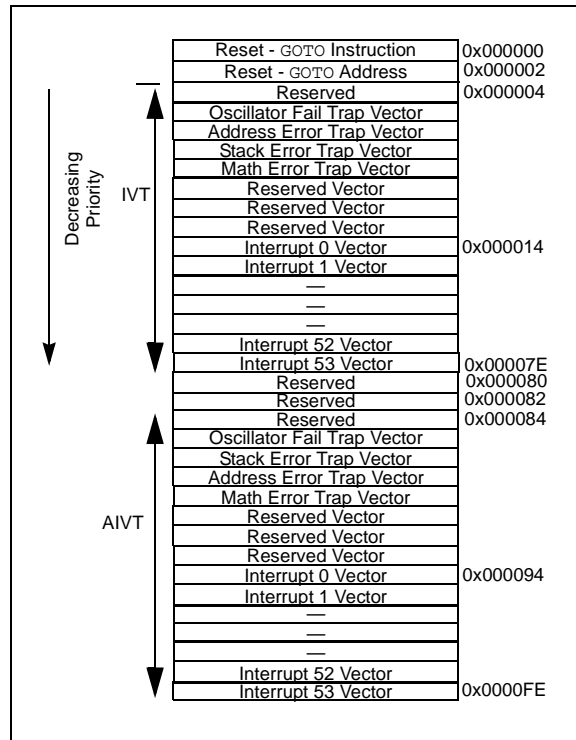 Reset - GOTO Instruction 0x000000
Reset - GOTO Address 0x000002
Reserved 0x000004
Oscillator Fail Trap Vector
Address Error Trap Vector
Stack Error Trap Vector
Math Error Trap Vector
Reserved Vector
Reserved Vector
Reserved Vector
Interrupt 0 Vector 0x000014
Interrupt 1 Vector
—
—
—
Interrupt 52 Vector
Interrupt 53 Vector 0x00007E
Reserved 0x000080
Reserved 0x000082
Reserved 0x000084
Oscillator Fail Trap Vector
Stack Error Trap Vector
Address Error Trap Vector
Math Error Trap Vector
Reserved Vector
Reserved Vector
Reserved Vector
Interrupt 0 Vector 0x000094
Interrupt 1 Vector
—
—
—
Interrupt 52 Vector
Interrupt 53 Vector 0x0000FE
Decreasing
Priority
IVT
AIVT